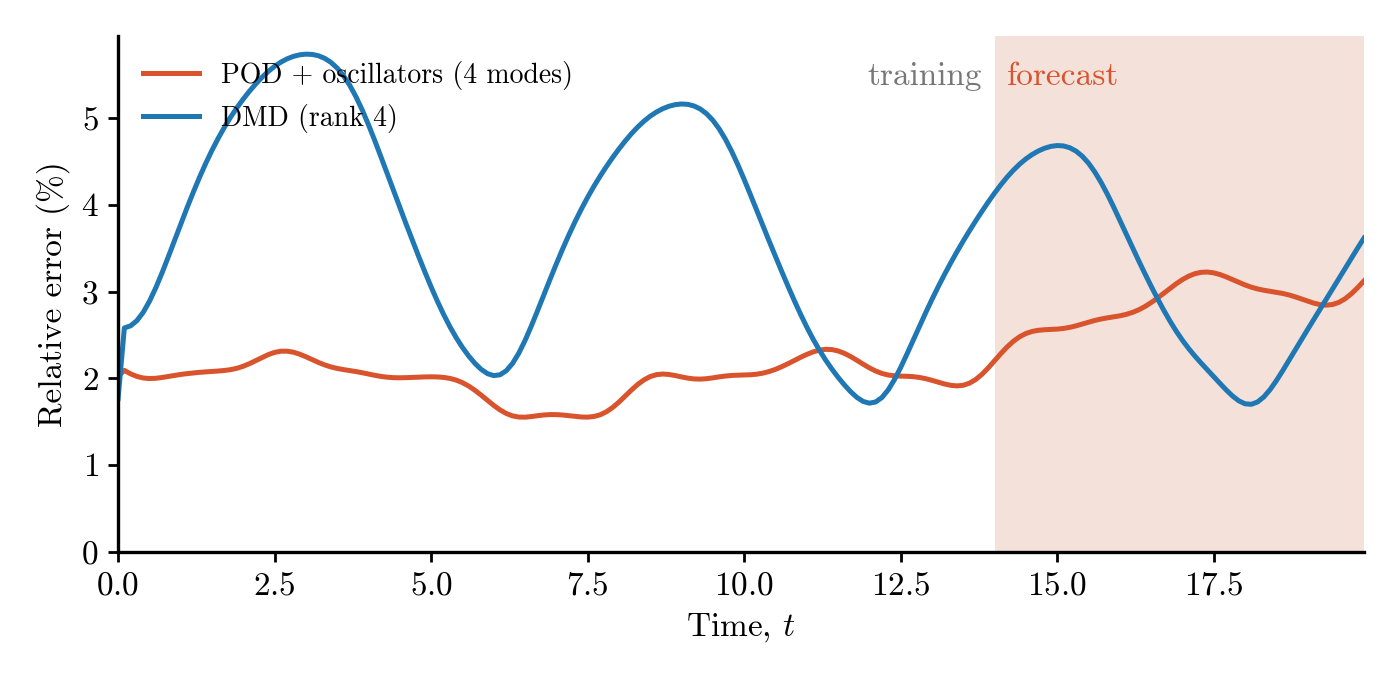 POD + oscillators (4 modes)
DMD (rank 4)
training
forecast
Relative error (%)
5
4
3
2
1
0
0.0 2.5 5.0 7.5 10.0 12.5 15.0 17.5
Time, t